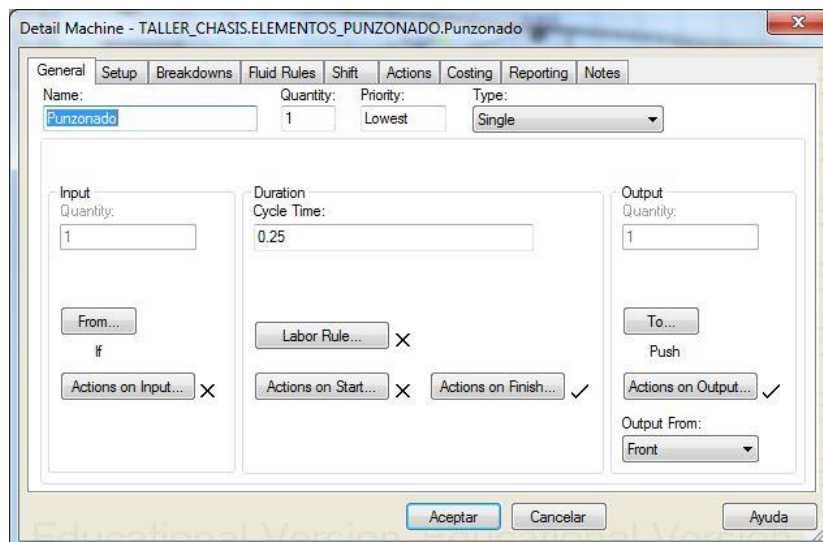 Detail Machine - TALLER_CHASIS.ELEMENTOS_PUNZONADO.Punzonado
General Setup Breakdowns Fluid Rules Shift Actions Costing Reporting Notes
Name: Quantity: Priority: Type:
Punzonado 1 Lowest Single
Input Duration Output
Quantity: Cycle Time: Quantity:
1 0.25 1
From... Labor Rule... To...
If Push
Actions on Input... Actions on Start... Actions on Finish... Actions on Output...
Output From:
Front
Aceptar Cancelar Ayuda
Educational Version Educational Version